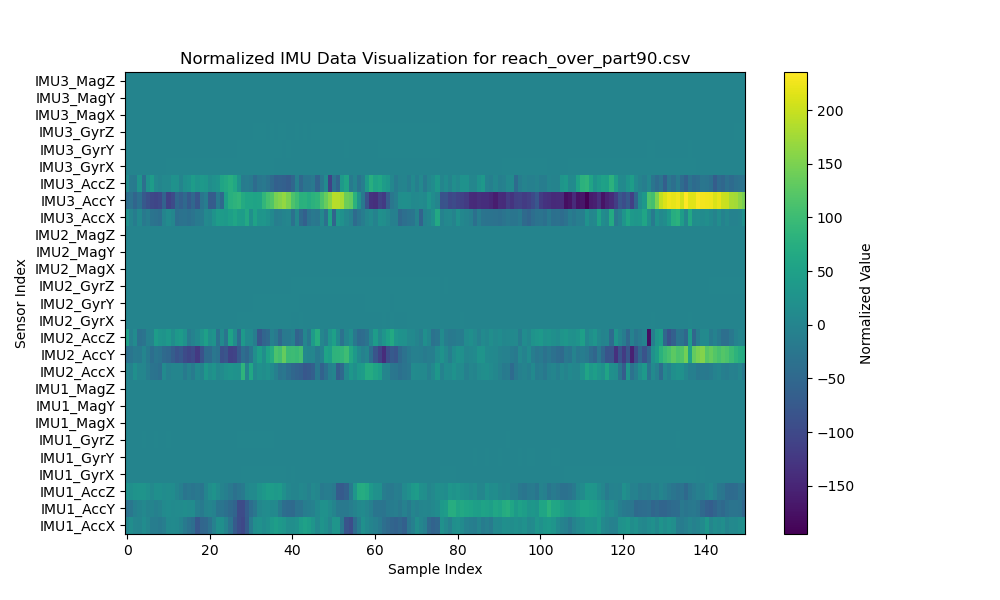 Normalized IMU Data Visualization for reach_over_part90.csv
IMU3_MagZ
IMU3_MagY
IMU3_MagX
IMU3_GyrZ
IMU3_GyrY
IMU3_GyrX
IMU3_AccZ
IMU3_AccY
IMU3_AccX
IMU2_MagZ
IMU2_MagY
IMU2_MagX
IMU2_GyrZ
IMU2_GyrY
IMU2_GyrX
IMU2_AccZ
IMU2_AccY
IMU2_AccX
IMU1_MagZ
IMU1_MagY
IMU1_MagX
IMU1_GyrZ
IMU1_GyrY
IMU1_GyrX
IMU1_AccZ
IMU1_AccY
IMU1_AccX
Sensor Index
0 20 40 60 80 100 120 140
Sample Index
200
150
100
50
0
−50
−100
−150
Normalized Value